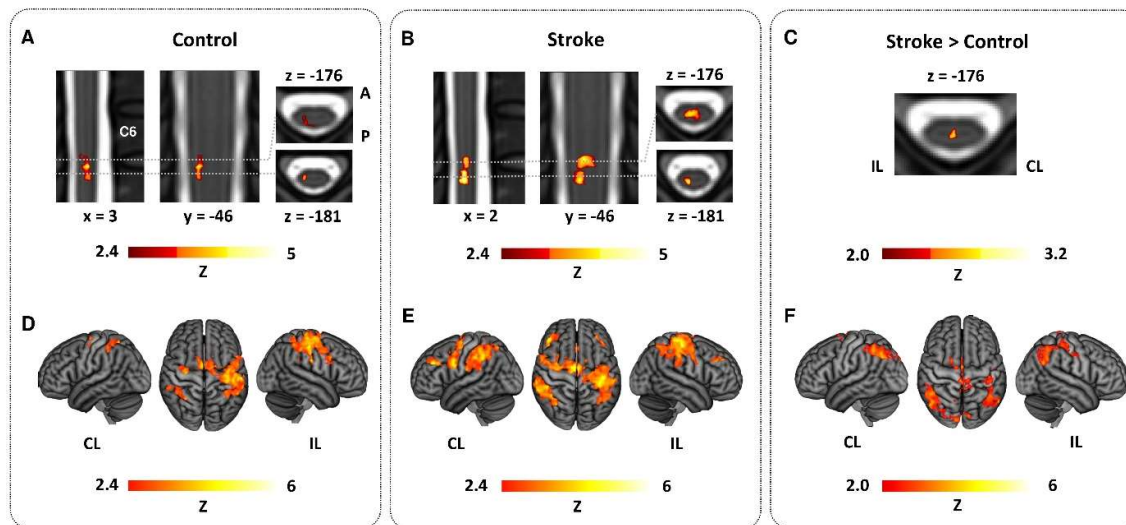 A
Control
z = -176
A
P
C6
x = 3
y = -46
z = -181
2.4
5
Z
B
Stroke
z = -176
x = 2
y = -46
z = -181
2.4
5
Z
C
Stroke > Control
z = -176
IL
CL
2.0
3.2
Z
D
CL
IL
2.4
6
Z
E
CL
IL
2.4
6
Z
F
CL
IL
2.0
6
Z